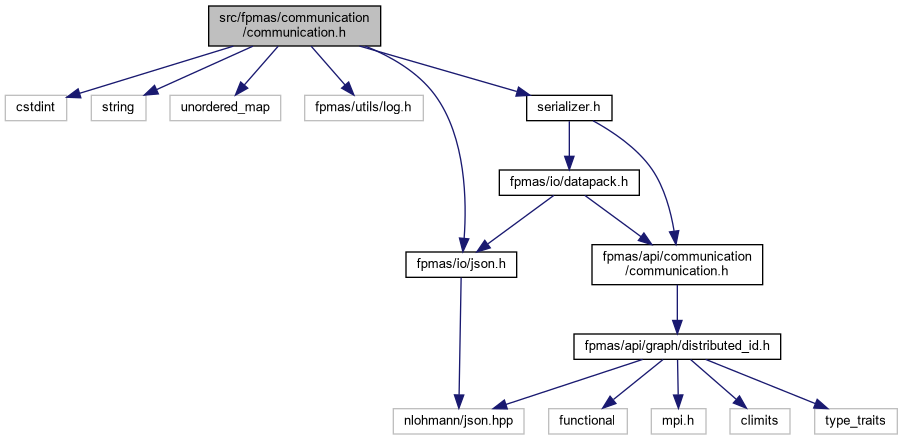 src/fpmas/communication
/communication.h
cstdint
string
unordered_map
fpmas/utils/log.h
serializer.h
fpmas/io/datapack.h
fpmas/io/json.h
fpmas/api/communication
/communication.h
fpmas/api/graph/distributed_id.h
nlohmann/json.hpp
functional
mpi.h
climits
type_traits